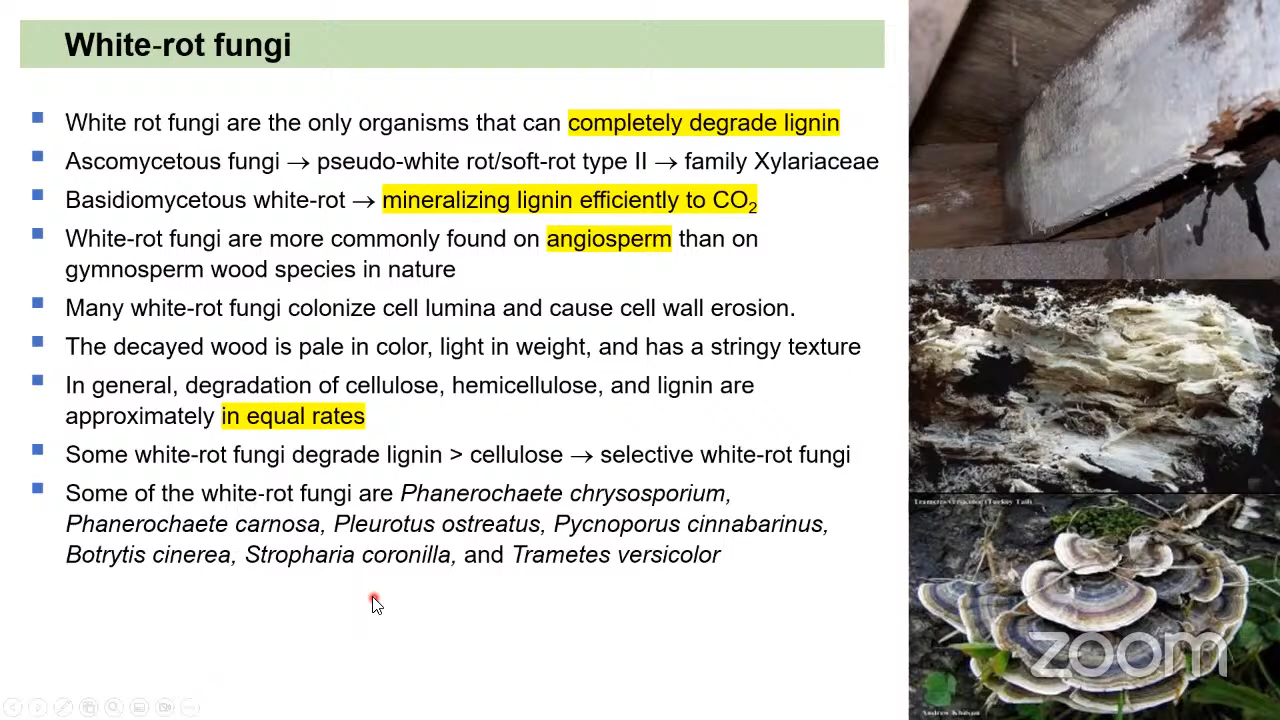 White-rot fungi
White rot fungi are the only organisms that can completely degrade lignin
Ascomycetous fungi → pseudo-white rot/soft-rot type II → family Xylariaceae
Basidiomycetous white-rot → mineralizing lignin efficiently to CO₂
White-rot fungi are more commonly found on angiosperm than on
gymnosperm wood species in nature
Many white-rot fungi colonize cell lumina and cause cell wall erosion.
The decayed wood is pale in color, light in weight, and has a stringy texture
In general, degradation of cellulose, hemicellulose, and lignin are
approximately in equal rates
Some white-rot fungi degrade lignin > cellulose → selective white-rot fungi
Some of the white-rot fungi are Phanerochaete chrysosporium,
Phanerochaete carnosa, Pleurotus ostreatus, Pycnoporus cinnabarinus,
Botrytis cinerea, Stropharia coronilla, and Trametes versicolor
(Turkey Tail)
zoom
Andrew Khitsun